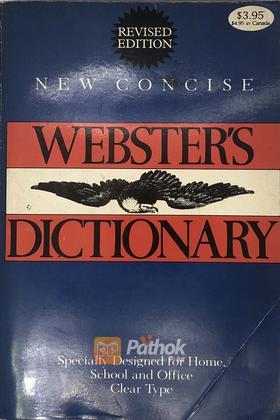 REVISED
EDITION
$3.95
$4.95 in Canada
NEW CONCISE
WEBSTER'S
DICTIONARY
Pathok
Specially Designed for Home,
School and Office
Clear Type